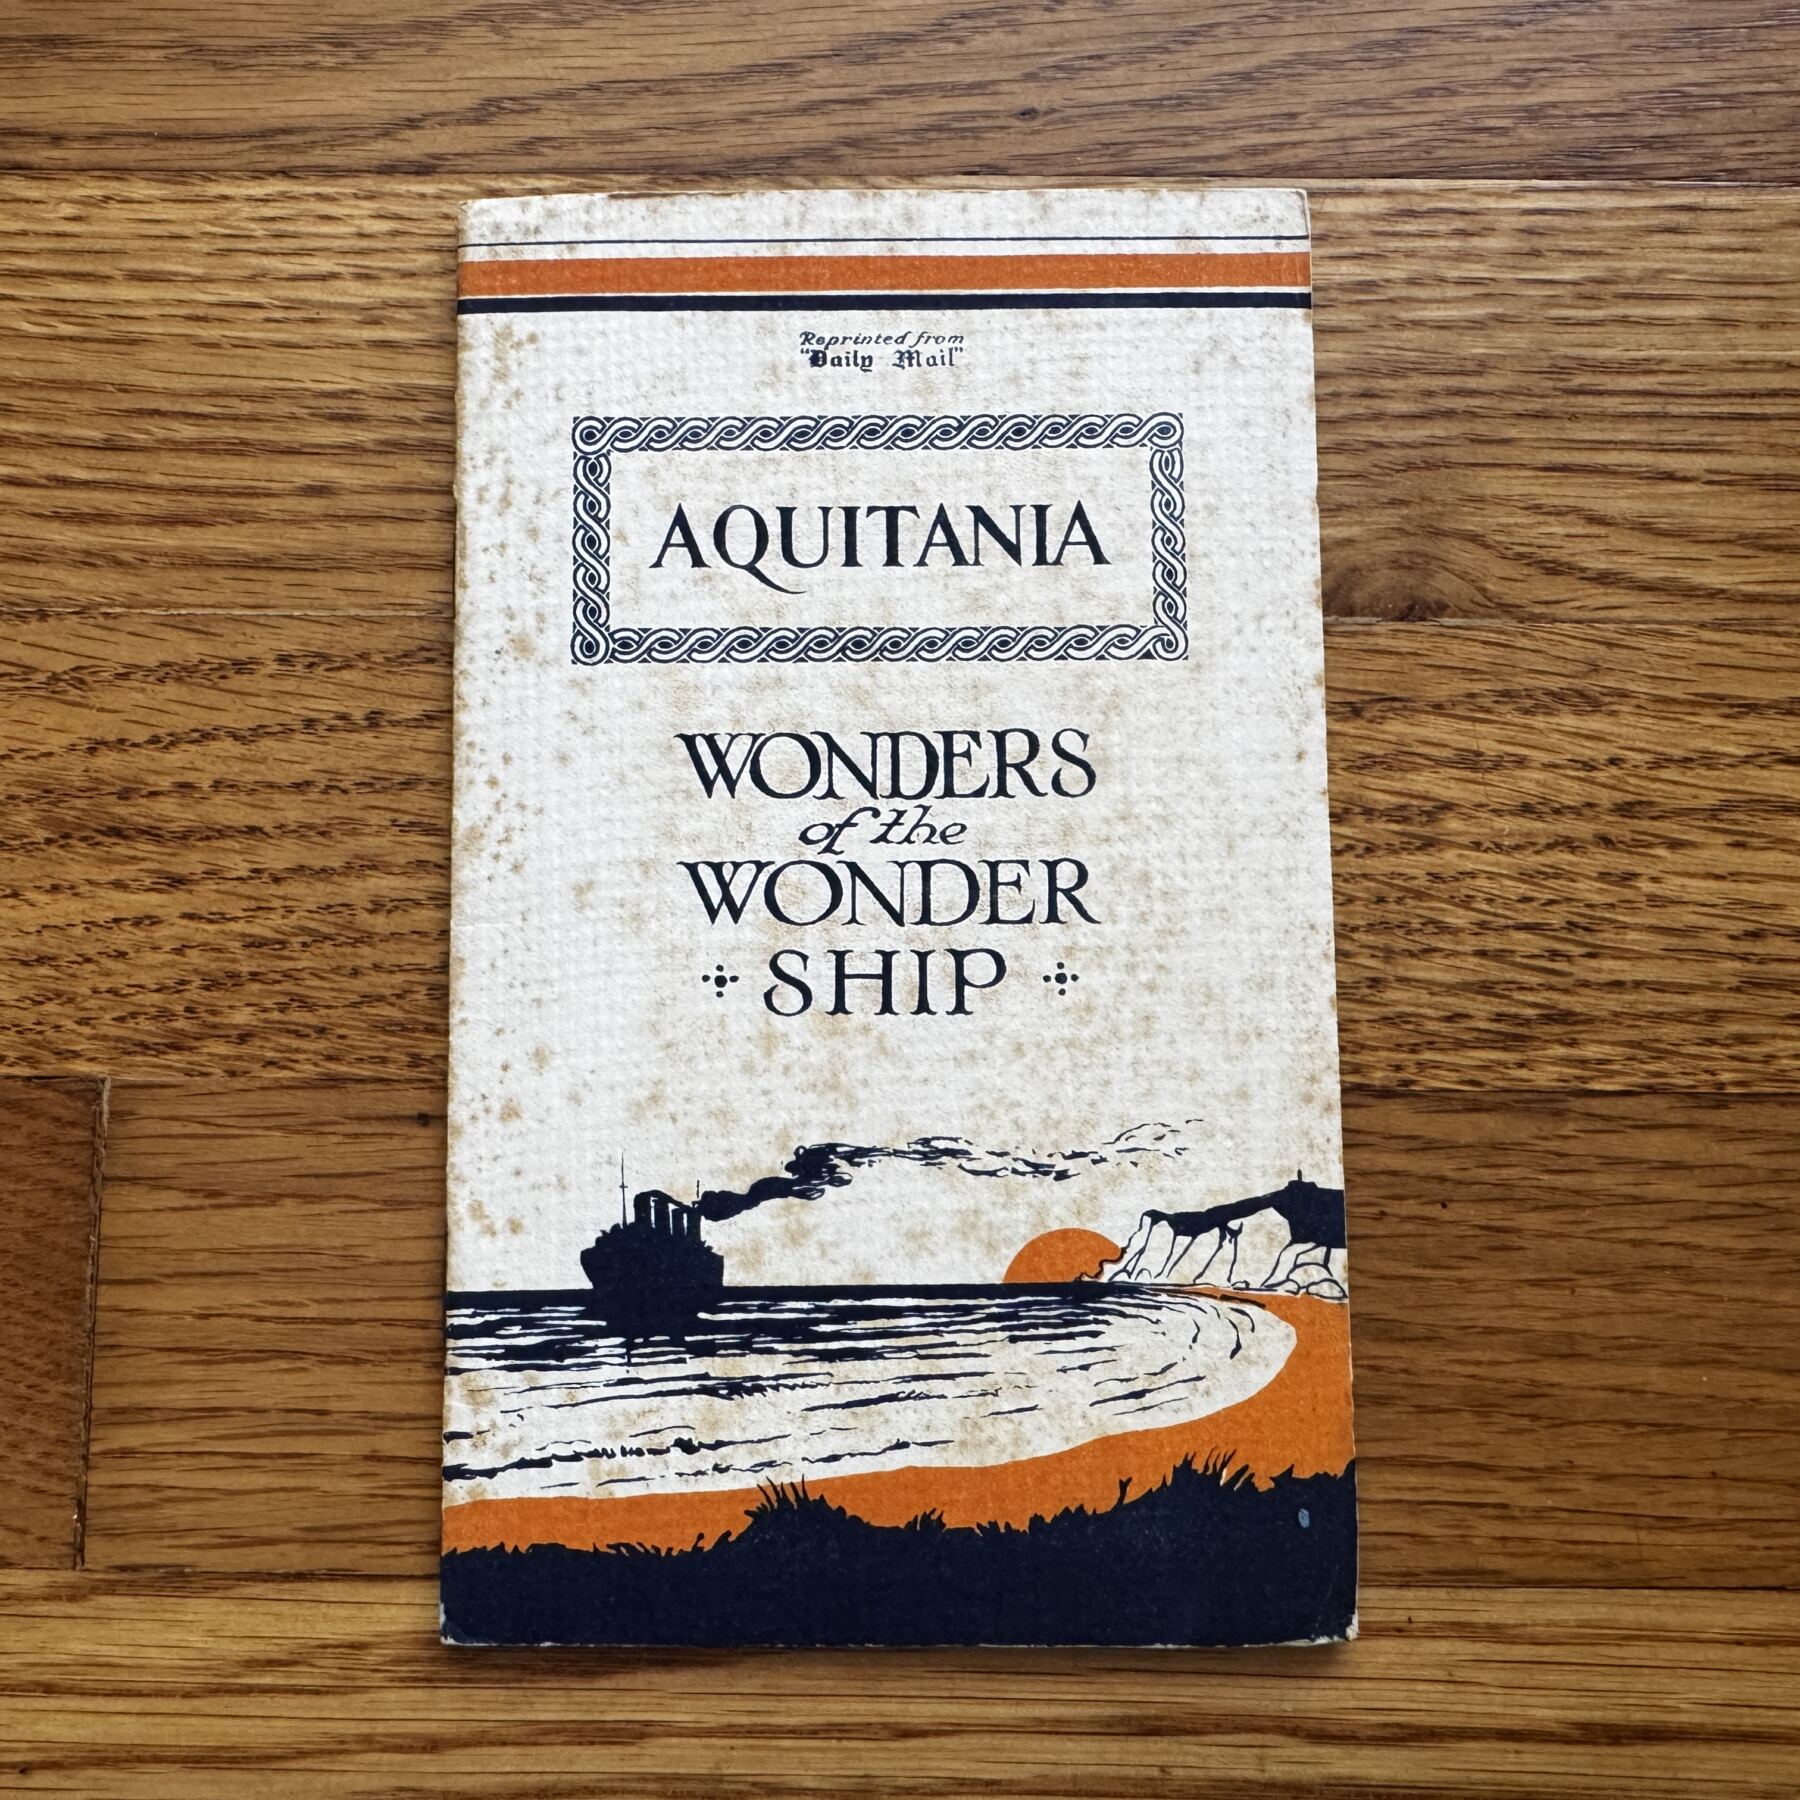 Reprinted from
"Daily Mail"
AQUITANIA
WONDERS
of the
WONDER
SHIP